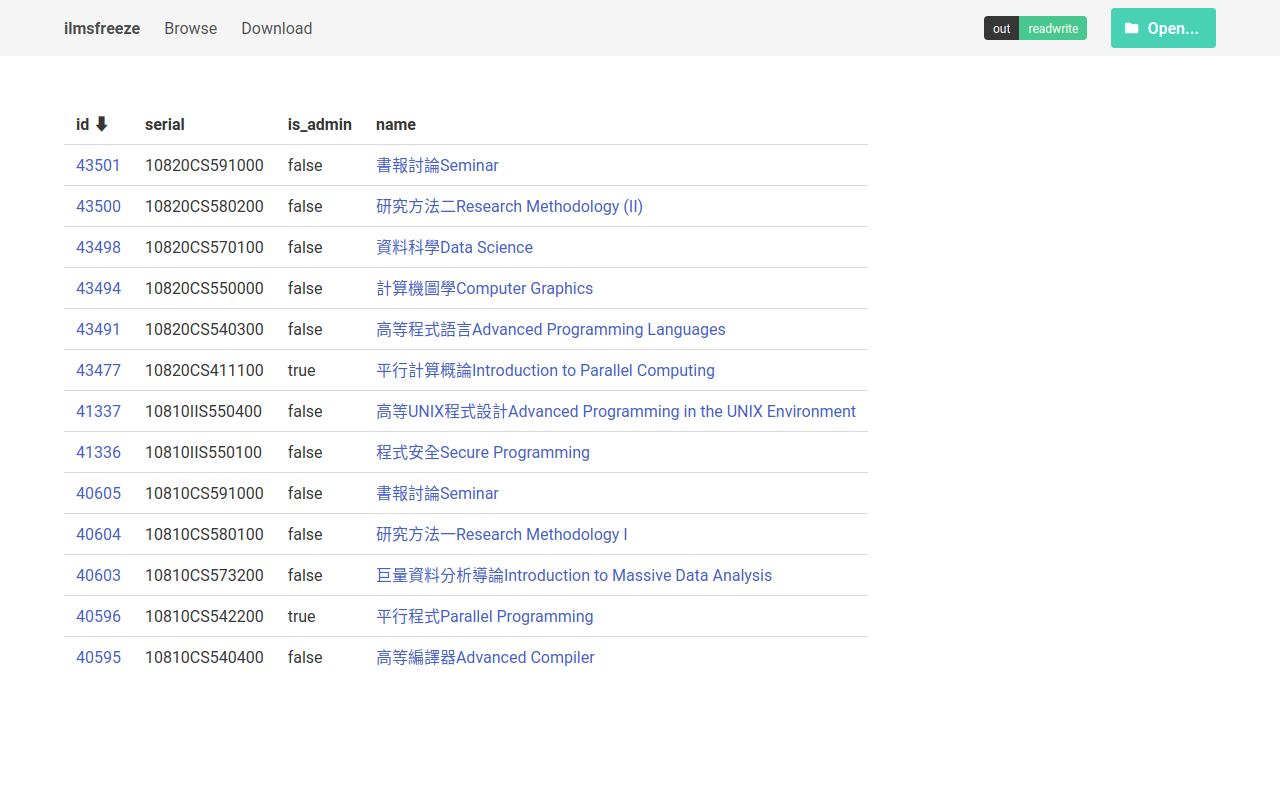 ilmsfreeze Browse Download out readwrite Open...
id serial is_admin name
43501 10820CS591000 false 書報討論Seminar
43500 10820CS580200 false 研究方法二Research Methodology (II)
43498 10820CS570100 false 資料科學Data Science
43494 10820CS550000 false 計算機圖學Computer Graphics
43491 10820CS540300 false 高等程式語言Advanced Programming Languages
43477 10820CS411100 true 平行計算概論Introduction to Parallel Computing
41337 10810IIS550400 false 高等UNIX程式設計Advanced Programming in the UNIX Environment
41336 10810IIS550100 false 程式安全Secure Programming
40605 10810CS591000 false 書報討論Seminar
40604 10810CS580100 false 研究方法一Research Methodology I
40603 10810CS573200 false 巨量資料分析導論Introduction to Massive Data Analysis
40596 10810CS542200 true 平行程式Parallel Programming
40595 10810CS540400 false 高等編譯器Advanced Compiler